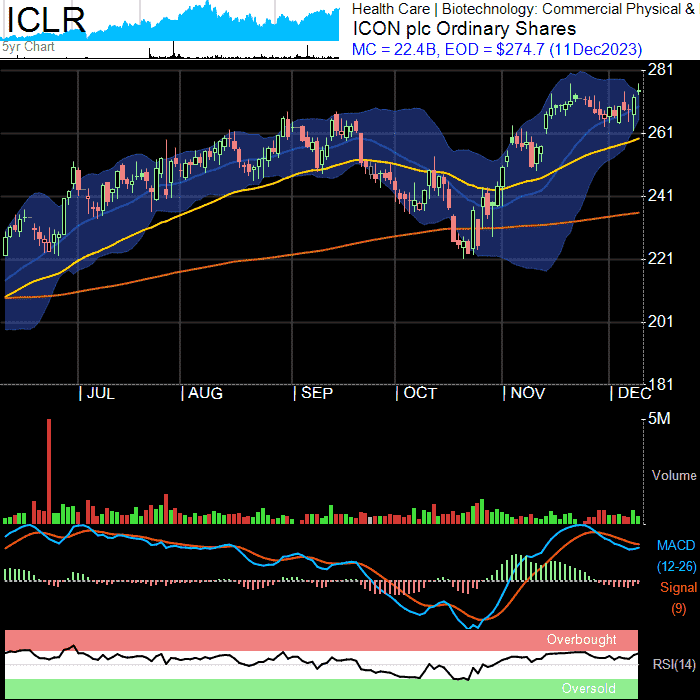 ICLR
5yr Chart
Health Care | Biotechnology: Commercial Physical &
ICON plc Ordinary Shares
MC = 22.4B, EOD = $274.7 (11Dec2023)
281
261
241
221
201
181
| JUL
| AUG
| SEP
| OCT
| NOV
| DEC
5M
Volume
MACD
(12-26)
Signal
(9)
Overbought
RSI(14)
Oversold